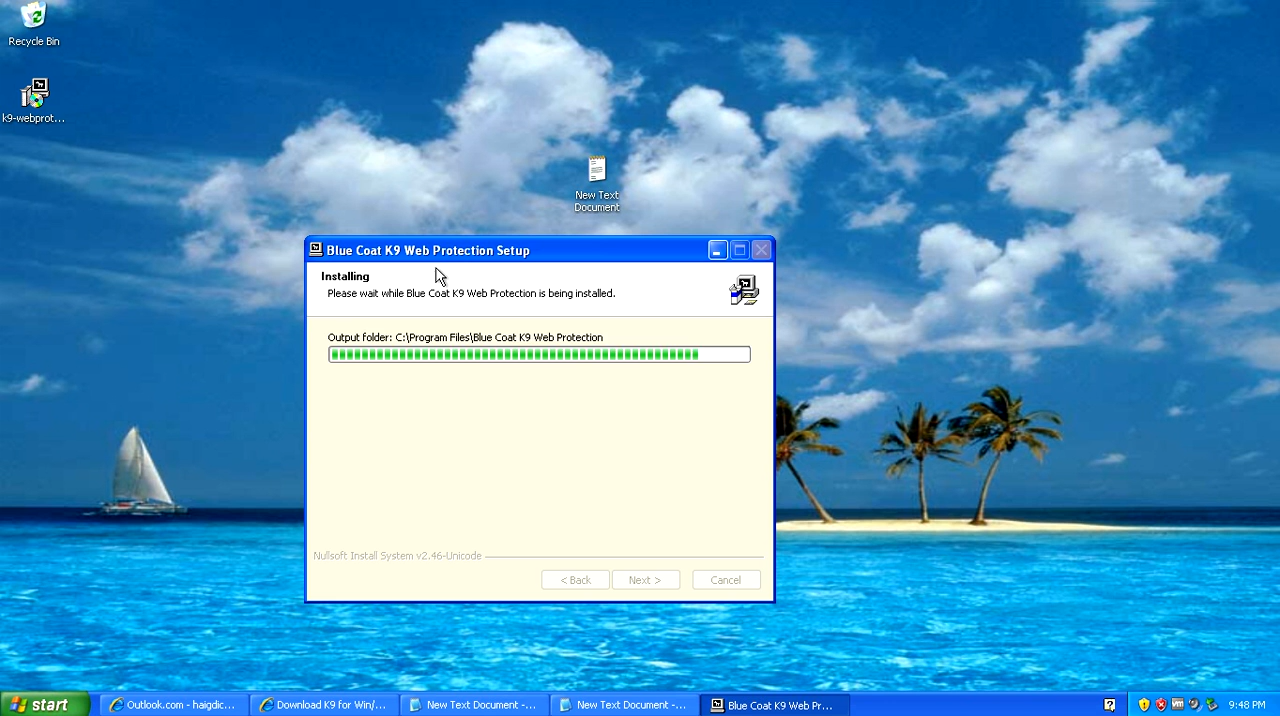 Recycle Bin
k9-webprot...
New Text
Document
Blue Coat K9 Web Protection Setup
Installing
Please wait while Blue Coat K9 Web Protection is being installed.
Output folder: C:\Program Files\Blue Coat K9 Web Protection
Nullsoft Install System v2.46-Unicode
< Back
Next >
Cancel
start
Outlook.com - haigdic...
Download K9 for Win/...
New Text Document -...
New Text Document -...
Blue Coat K9 Web Pr...
9:48 PM